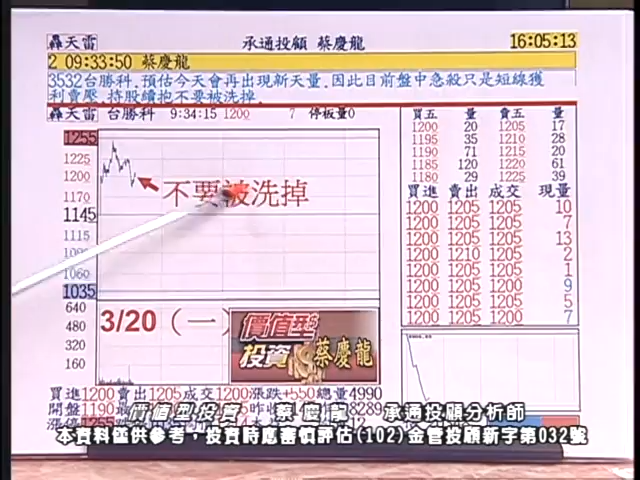 轟天雷 承通投顧 蔡慶龍 16:05:13
2 09:33:50 蔡慶龍
3532台勝科,預估今天會再出現新天量,因此目前盤中急殺只是短線獲
利賣壓,持股續抱不要被洗掉.
轟天雷 台勝科 9:34:15 1200 7 停板量0
買五 量 賣五 量
1200 20 1205 17
1195 35 1210 28
1190 71 1215 20
1185 120 1220 61
1180 29 1225 39
買進 賣出 成交 現量
1200 1205 1205 10
1200 1205 1205 7
1200 1205 1205 13
1200 1210 1205 2
1200 1205 1205 1
1200 1205 1200 9
1200 1205 1205 5
1200 1205 1200 7
1255
1225
1200
1170
1145
1115
1060
1035
640
480
320
160
不要被洗掉
3/20 (一)
價值型
投資 蔡慶龍
買進1200賣出1205成交1200漲跌+550總量4990
開盤1190
價值型投資 蔡慶龍 承通投顧分析師
本資料僅供參考,投資時應審慎評估(102)金管投顧新字第032號